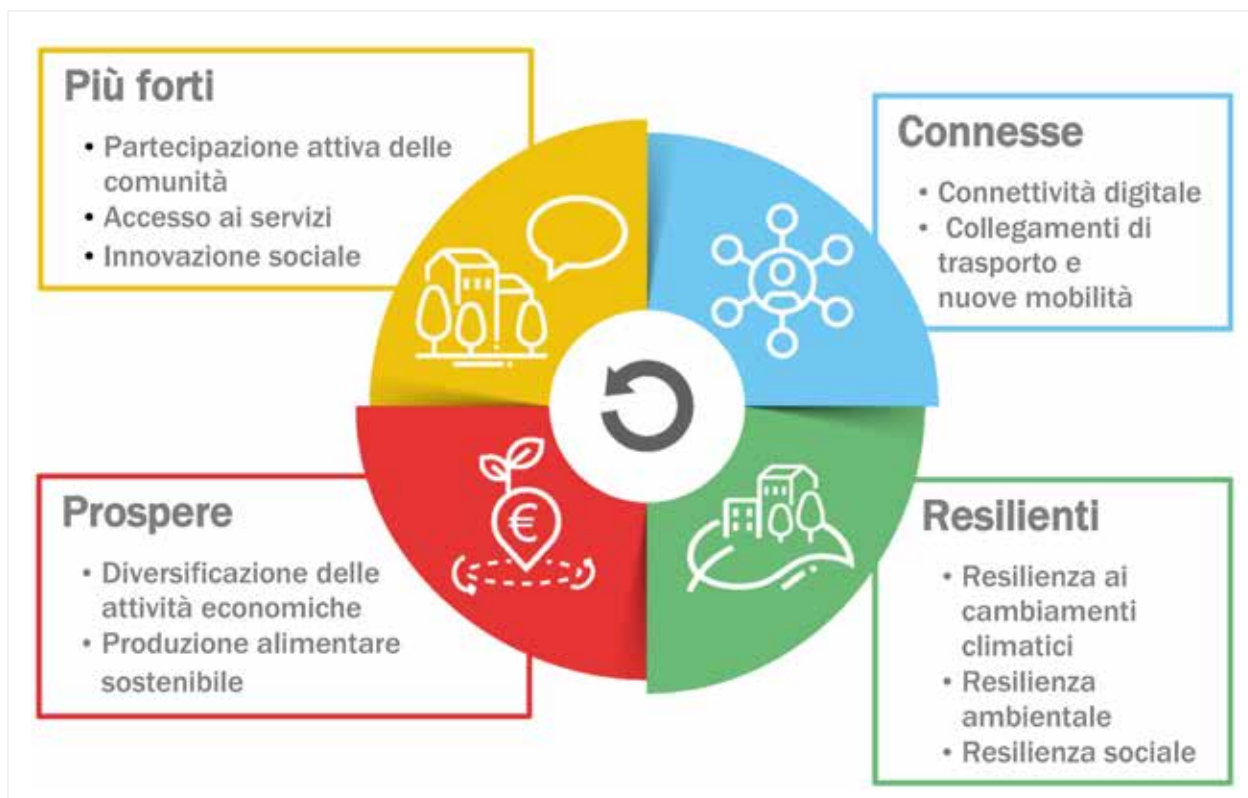 Più forti
• Partecipazione attiva delle
comunità
• Accesso ai servizi
• Innovazione sociale
Connesse
• Connettività digitale
• Collegamenti di
trasporto e
nuove mobilità
€
Prospere
• Diversificazione delle
attività economiche
• Produzione alimentare
sostenibile
Resilienti
• Resilienza ai
cambiamenti
climatici
• Resilienza
ambientale
• Resilienza sociale